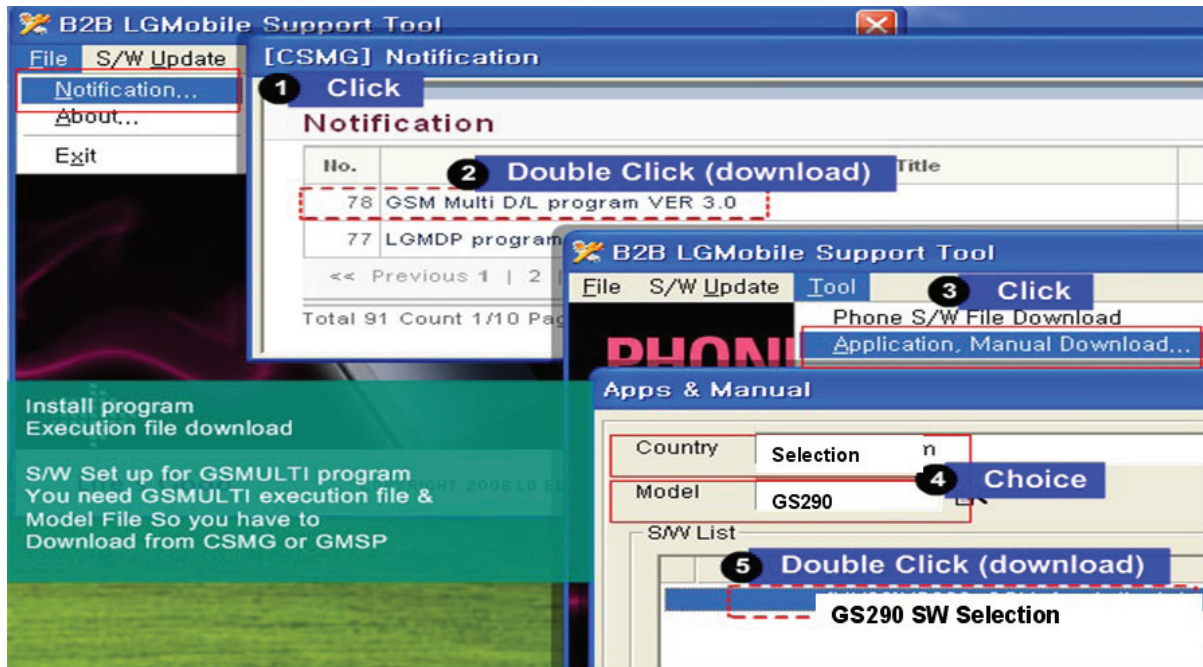 B2B LGMobile Support Tool
File S/W Update
Notification...
About...
Exit
[CSMG] Notification
1 Click
Notification
No. Title
2 Double Click (download)
78 GSM Multi D/L program VER 3.0
77 LGMDP program
<< Previous 1 | 2 |
Total 91 Count 1/10 Pag
B2B LGMobile Support Tool
File S/W Update Tool
3 Click
Phone S/W File Download
Application, Manual Download...
PHON
Apps & Manual
Country Selection n
4 Choice
Model GS290
S/W List
5 Double Click (download)
GS290 SW Selection
Install program
Execution file download
S/W Set up for GSMULTI program
You need GSMULTI execution file &
Model File So you have to
Download from CSMG or GMSP